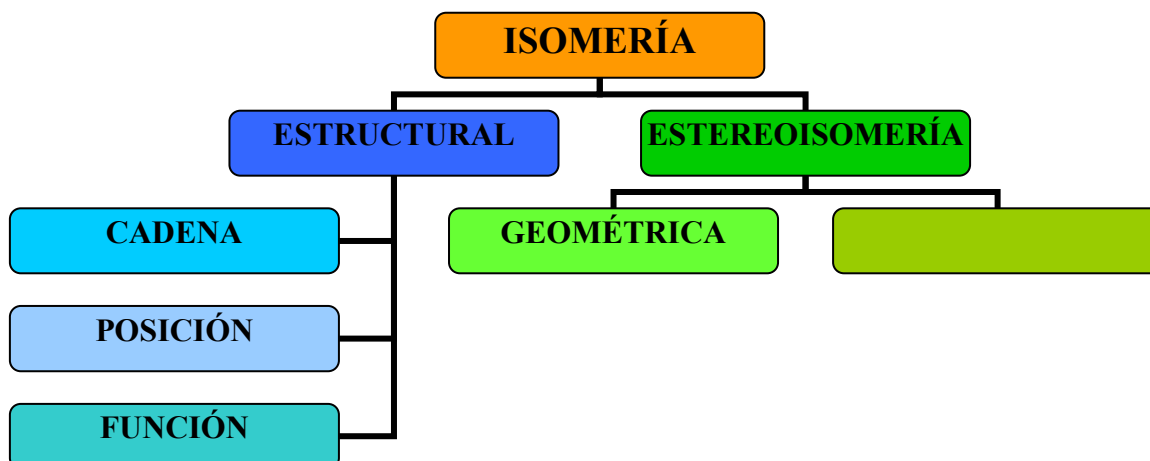 ISOMERÍA
ESTRUCTURAL
ESTEREOISOMERÍA
CADENA
GEOMÉTRICA
POSICIÓN
FUNCIÓN